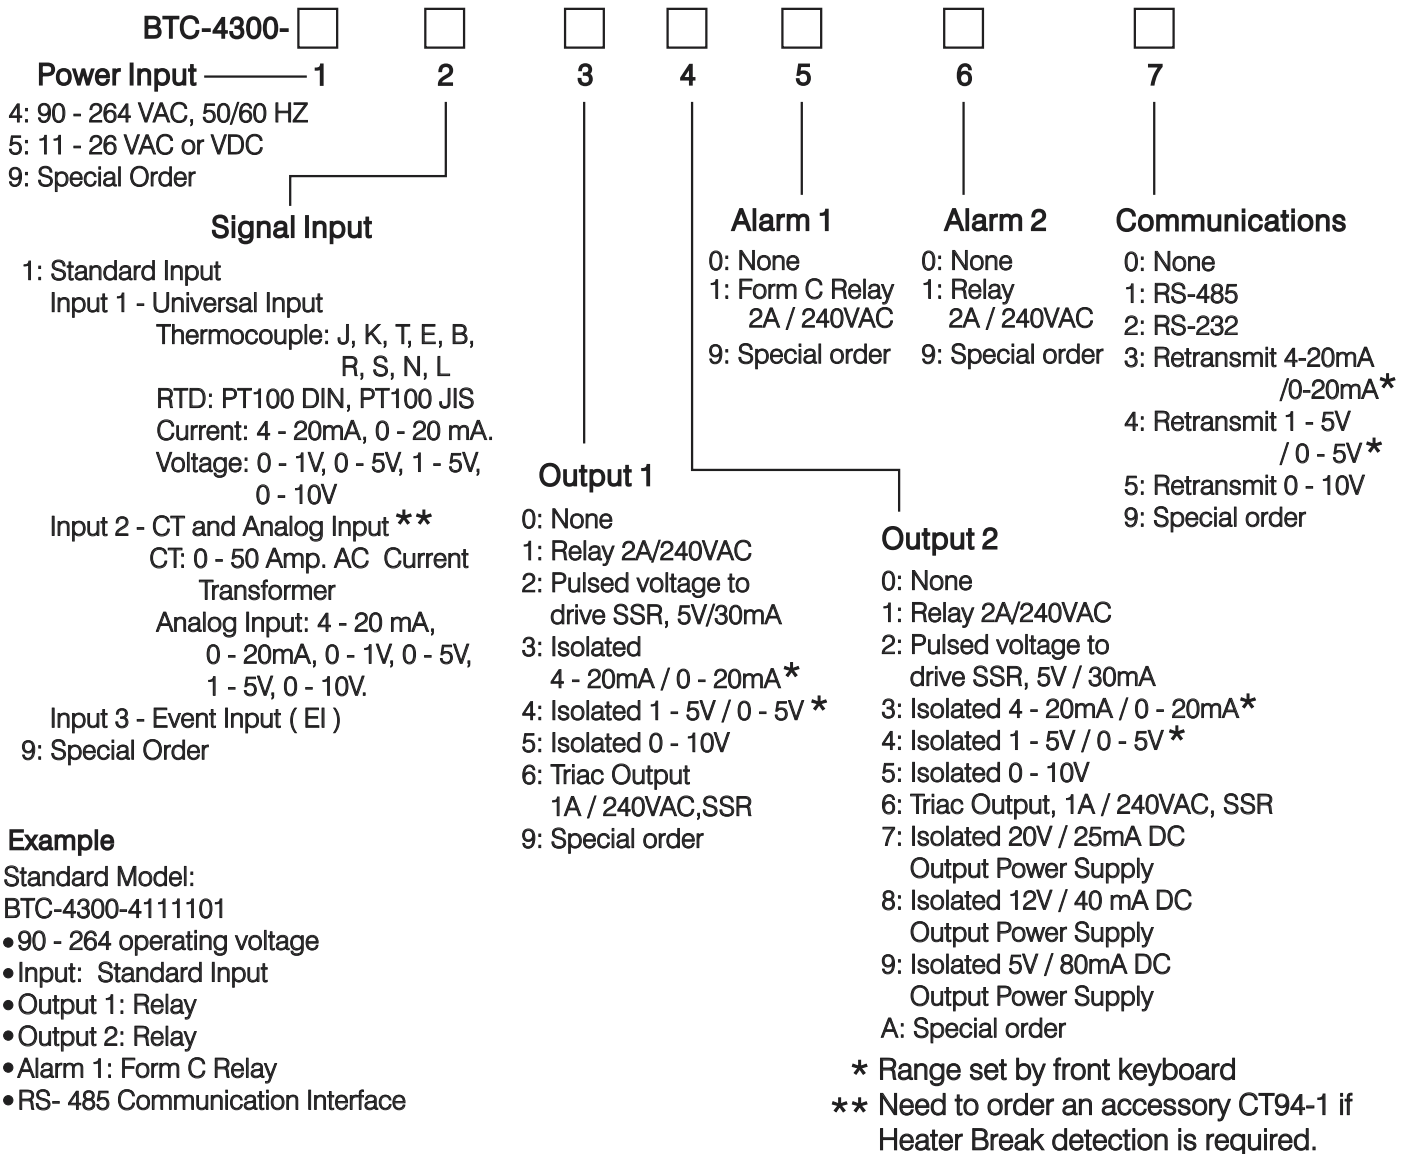 BTC-4300-
Power Input 1 2 3 4 5 6 7
4: 90 - 264 VAC, 50/60 HZ
5: 11 - 26 VAC or VDC
9: Special Order
Signal Input
1: Standard Input
Input 1 - Universal Input
Thermocouple: J, K, T, E, B,
R, S, N, L
RTD: PT100 DIN, PT100 JIS
Current: 4 - 20mA, 0 - 20 mA.
Voltage: 0 - 1V, 0 - 5V, 1 - 5V,
0 - 10V
Input 2 - CT and Analog Input **
CT: 0 - 50 Amp. AC Current
Transformer
Analog Input: 4 - 20 mA,
0 - 20mA, 0 - 1V, 0 - 5V,
1 - 5V, 0 - 10V.
Input 3 - Event Input ( EI )
9: Special Order
Output 1
0: None
1: Relay 2A/240VAC
2: Pulsed voltage to
drive SSR, 5V/30mA
3: Isolated
4 - 20mA / 0 - 20mA*
4: Isolated 1 - 5V / 0 - 5V *
5: Isolated 0 - 10V
6: Triac Output
1A / 240VAC,SSR
9: Special order
Output 2
0: None
1: Relay 2A/240VAC
2: Pulsed voltage to
drive SSR, 5V / 30mA
3: Isolated 4 - 20mA / 0 - 20mA*
4: Isolated 1 - 5V / 0 - 5V *
5: Isolated 0 - 10V
6: Triac Output, 1A / 240VAC, SSR
7: Isolated 20V / 25mA DC
Output Power Supply
8: Isolated 12V / 40 mA DC
Output Power Supply
9: Isolated 5V / 80mA DC
Output Power Supply
A: Special order
Alarm 1
0: None
1: Form C Relay
2A / 240VAC
9: Special order
Alarm 2
0: None
1: Relay
2A / 240VAC
9: Special order
Communications
0: None
1: RS-485
2: RS-232
3: Retransmit 4-20mA
/0-20mA*
4: Retransmit 1 - 5V
/ 0 - 5V *
5: Retransmit 0 - 10V
9: Special order
Example
Standard Model:
BTC-4300-4111101
• 90 - 264 operating voltage
• Input: Standard Input
• Output 1: Relay
• Output 2: Relay
• Alarm 1: Form C Relay
• RS- 485 Communication Interface
* Range set by front keyboard
** Need to order an accessory CT94-1 if
Heater Break detection is required.